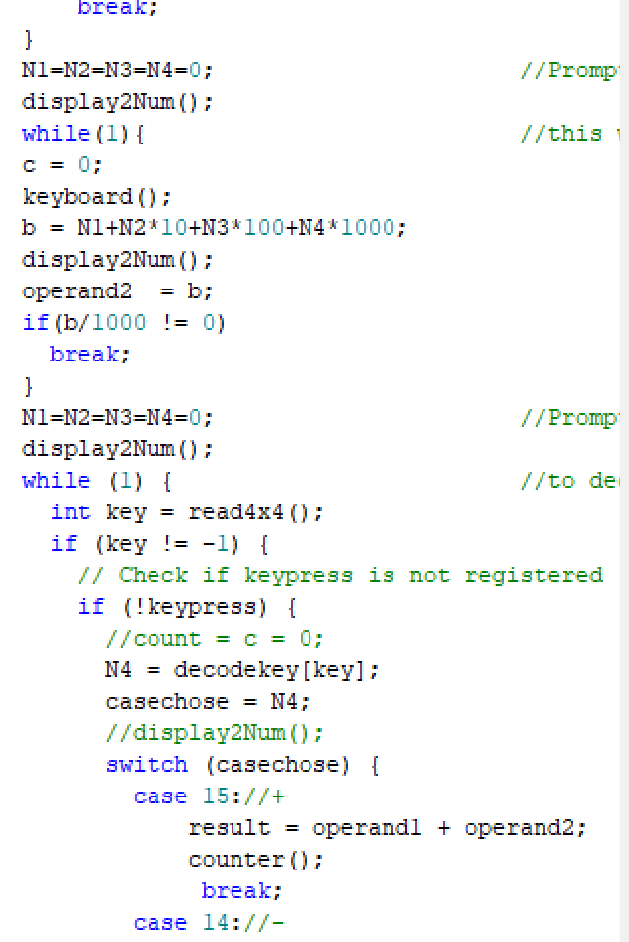 break;
}
N1=N2=N3=N4=0; //Promp
display2Num();
while(1){ //this
c = 0;
keyboard();
b = N1+N2*10+N3*100+N4*1000;
display2Num();
operand2  = b;
if(b/1000 != 0)
break;
}
N1=N2=N3=N4=0; //Promp
display2Num();
while (1) { //to de
int key = read4x4();
if (key != -1) {
// Check if keypress is not registered
if (!keypress) {
//count = c = 0;
N4 = decodekey[key];
casechose = N4;
//display2Num();
switch (casechose) {
case 15://+
result = operand1 + operand2;
counter();
break;
case 14://-